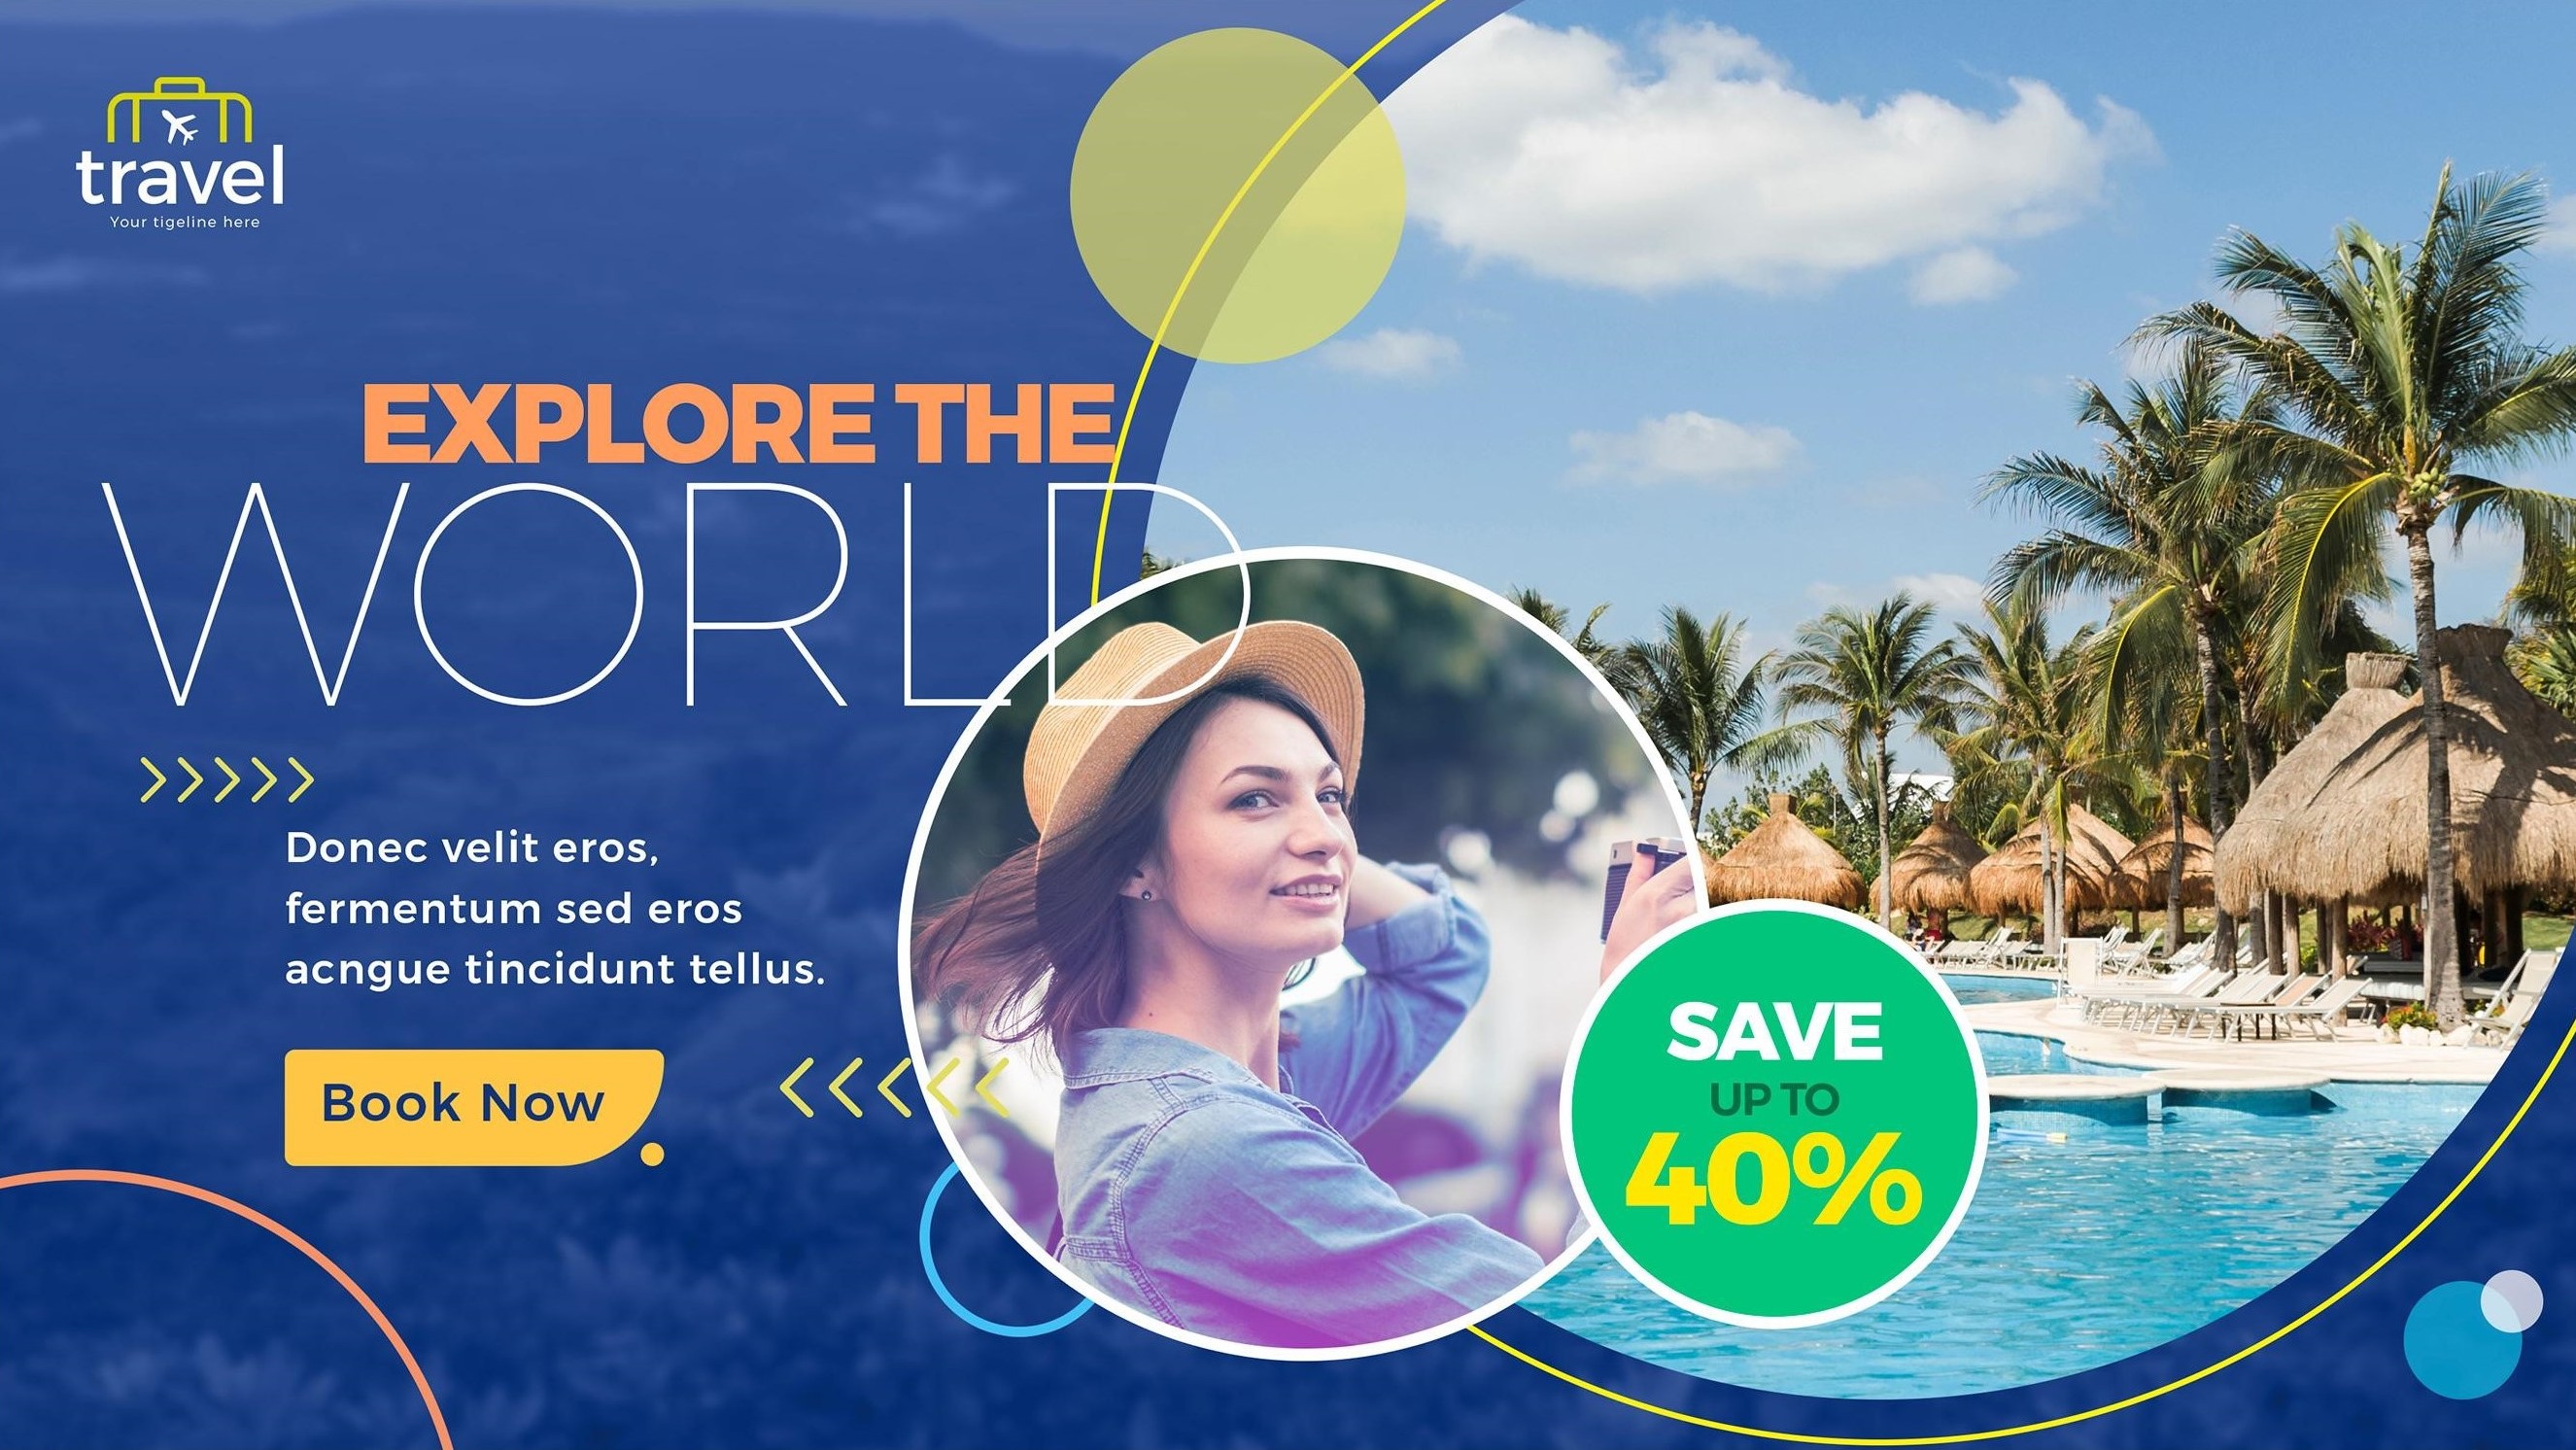 travel
Your tigeline here
EXPLORE THE
WORLD
Donec velit eros,
fermentum sed eros
acngue tincidunt tellus.
Book Now
SAVE
UP TO
40%